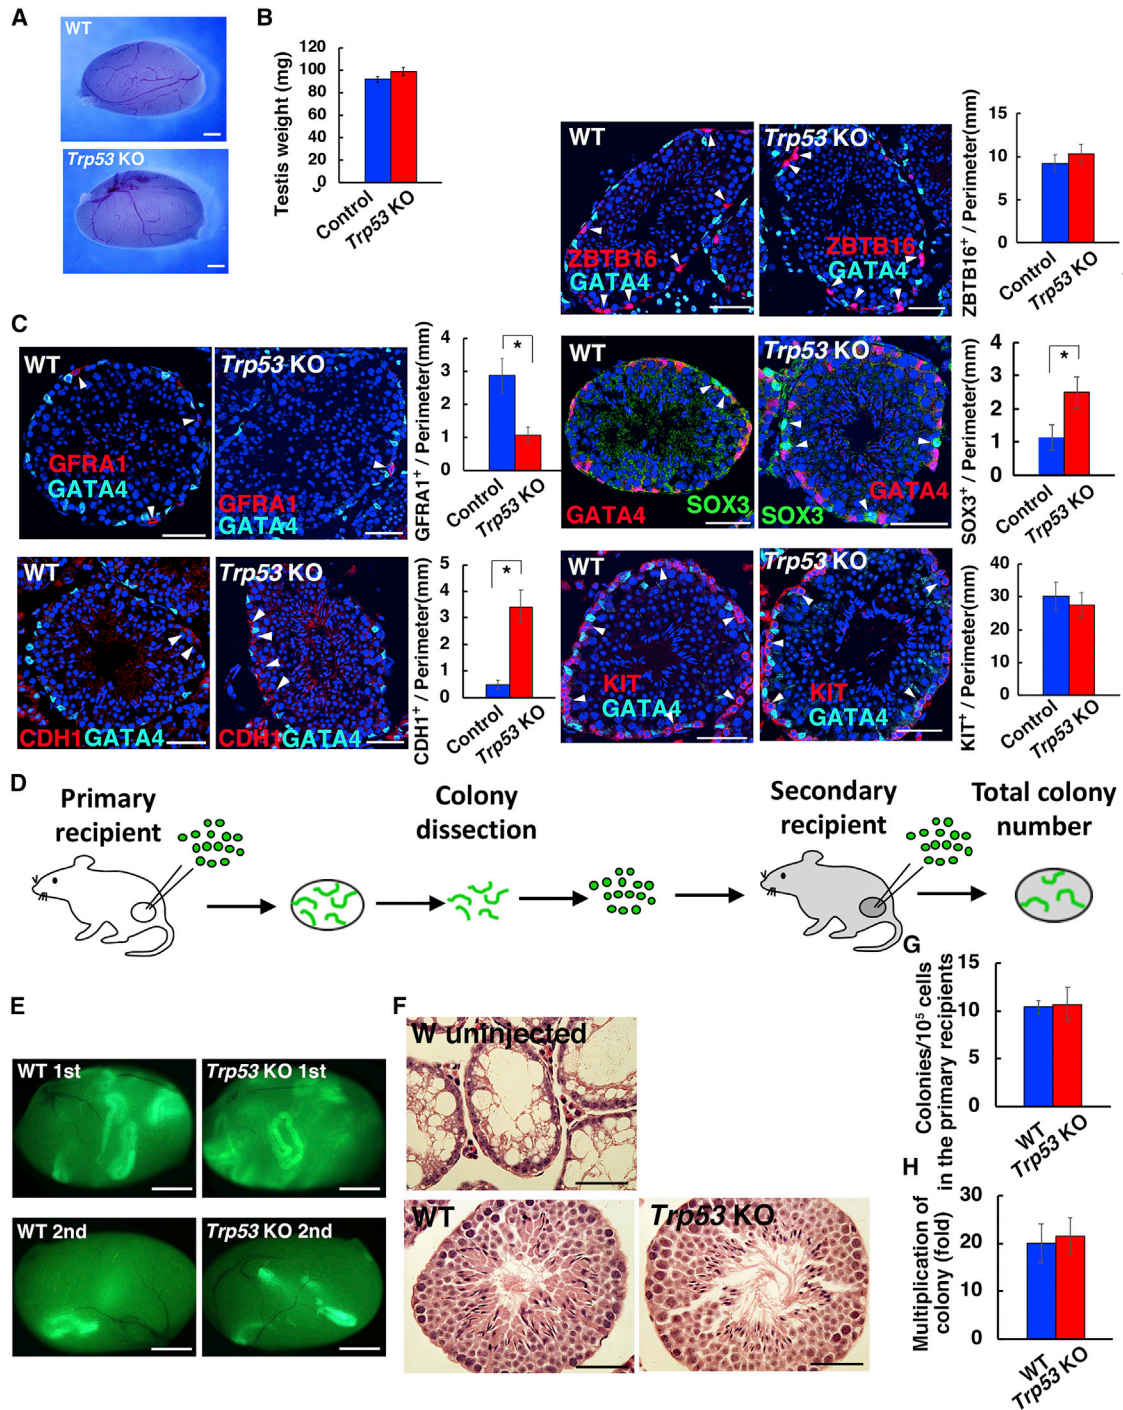 A
WT
Trp53 KO
B
Testis weight (mg)
120
100
80
60
40
20
0
Control
Trp53 KO
WT
ZBTB16
GATA4
Trp53 KO
ZBTB16
GATA4
ZBTB16+ / Perimeter(mm)
15
10
5
0
Control
Trp53 KO
C
WT
GFRA1
GATA4
Trp53 KO
GFRA1
GATA4
GFRA1+ / Perimeter(mm)
4
3
2
1
0
*
Control
Trp53 KO
WT
GATA4
SOX3
Trp53 KO
GATA4
SOX3
SOX3+ / Perimeter(mm)
4
3
2
1
0
*
Control
Trp53 KO
WT
CDH1GATA4
Trp53 KO
CDH1GATA4
CDH1+ / Perimeter(mm)
5
4
3
2
1
0
*
Control
Trp53 KO
WT
KIT
GATA4
Trp53 KO
KIT
GATA4
KIT+ / Perimeter(mm)
40
30
20
10
0
Control
Trp53 KO
D
Primary
recipient
Colony
dissection
Secondary
recipient
Total colony
number
E
WT 1st
Trp53 KO 1st
WT 2nd
Trp53 KO 2nd
F
W uninjected
WT
Trp53 KO
G
Colonies/10⁵ cells
in the primary recipients
15
10
5
0
WT
Trp53 KO
H
Multiplication of
colony (fold)
30
20
10
0
WT
Trp53 KO